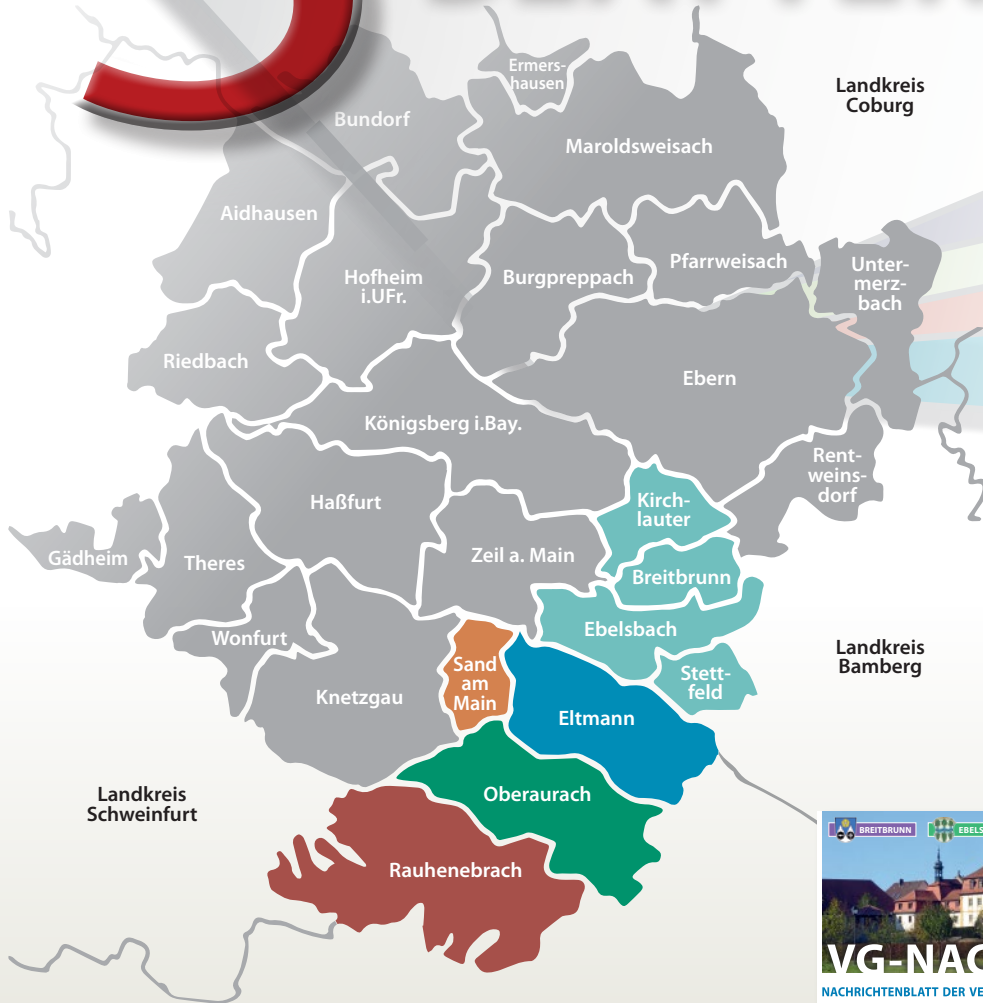 Ermers-
hausen
Landkreis
Coburg
Bundorf
Maroldsweisach
Aidhausen
Hofheim
i.UFr.
Burgpreppach
Pfarrweisach
Unter-
merz-
bach
Riedbach
Ebern
Königsberg i.Bay.
Rent-
weins-
dorf
Haßfurt
Kirch-
lauter
Gädheim
Theres
Zeil a. Main
Breitbrunn
Wonfurt
Ebelsbach
Landkreis
Bamberg
Sand
am
Main
Stett-
feld
Knetzgau
Eltmann
Landkreis
Schweinfurt
Oberaurach
Rauhenebrach
BREITBRUNN
EBELS
VG-NAC
NACHRICHTENBLATT DER VE